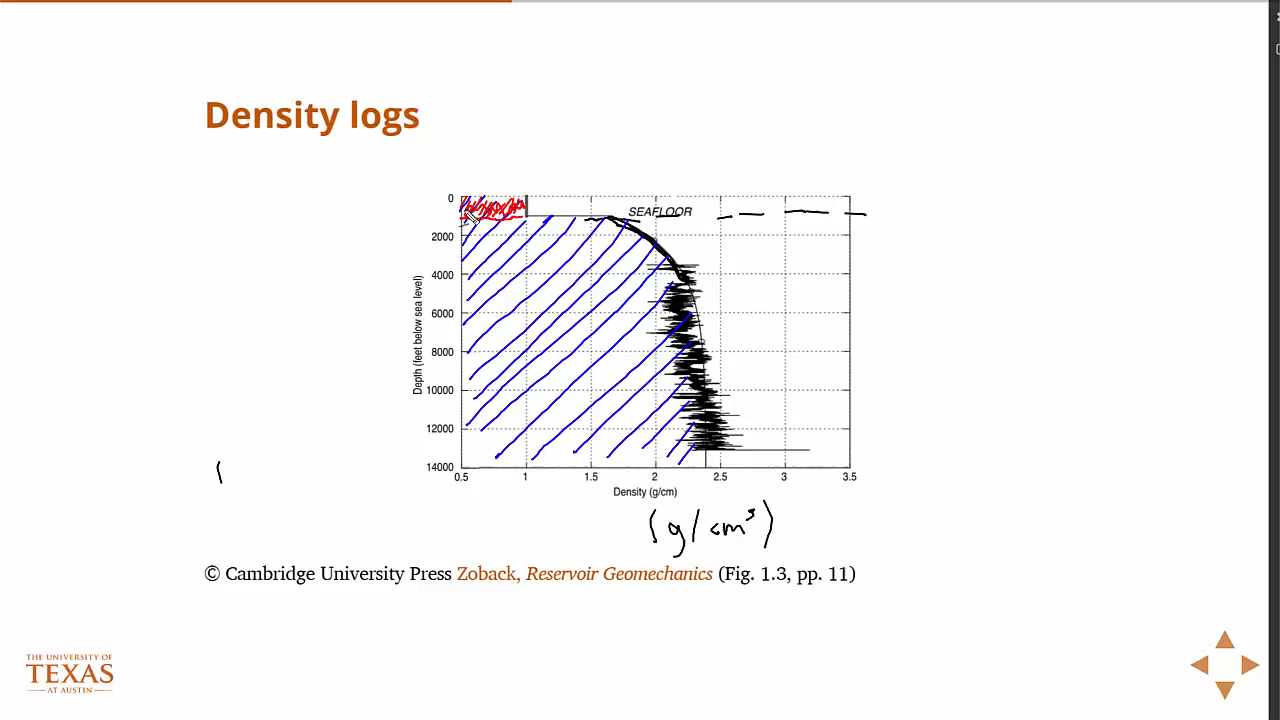 Density logs
SEAFLOOR
0
2000
4000
6000
8000
10000
12000
14000
Depth (feet below sea level)
0.5 1 1.5 2 2.5 3 3.5
Density (g/cm)
(g/cm³)
© Cambridge University Press Zoback, Reservoir Geomechanics (Fig. 1.3, pp. 11)
THE UNIVERSITY OF
TEXAS
AT AUSTIN